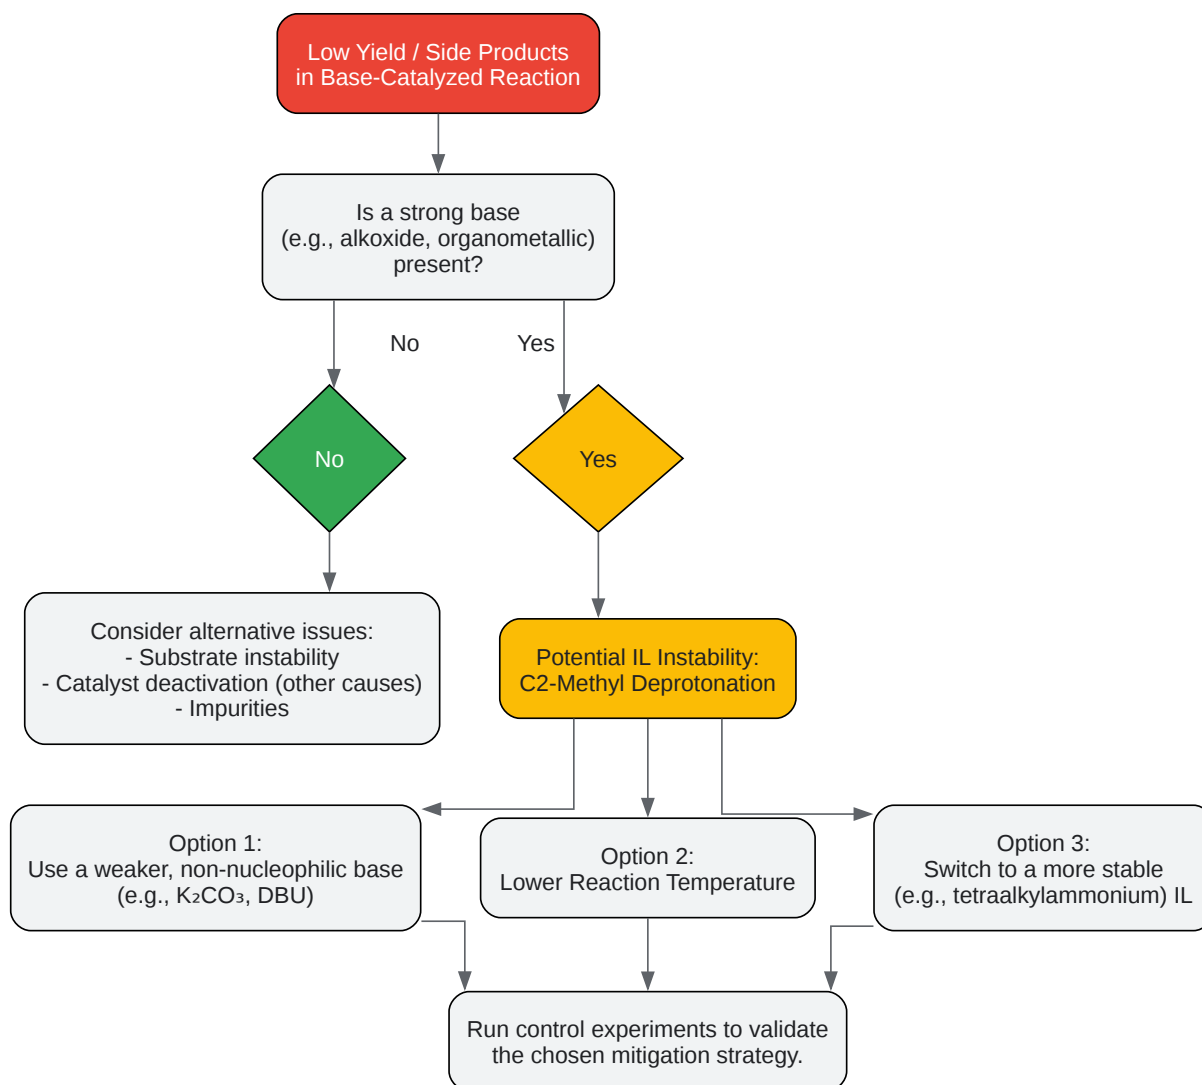 Low Yield / Side Products
in Base-Catalyzed Reaction
Is a strong base
(e.g., alkoxide, organometallic)
present?
No
Yes
No
Yes
Consider alternative issues:
- Substrate instability
- Catalyst deactivation (other causes)
- Impurities
Potential IL Instability:
C2-Methyl Deprotonation
Option 1:
Use a weaker, non-nucleophilic base
(e.g., K₂CO₃, DBU)
Option 2:
Lower Reaction Temperature
Option 3:
Switch to a more stable
(e.g., tetraalkylammonium) IL
Run control experiments to validate
the chosen mitigation strategy.